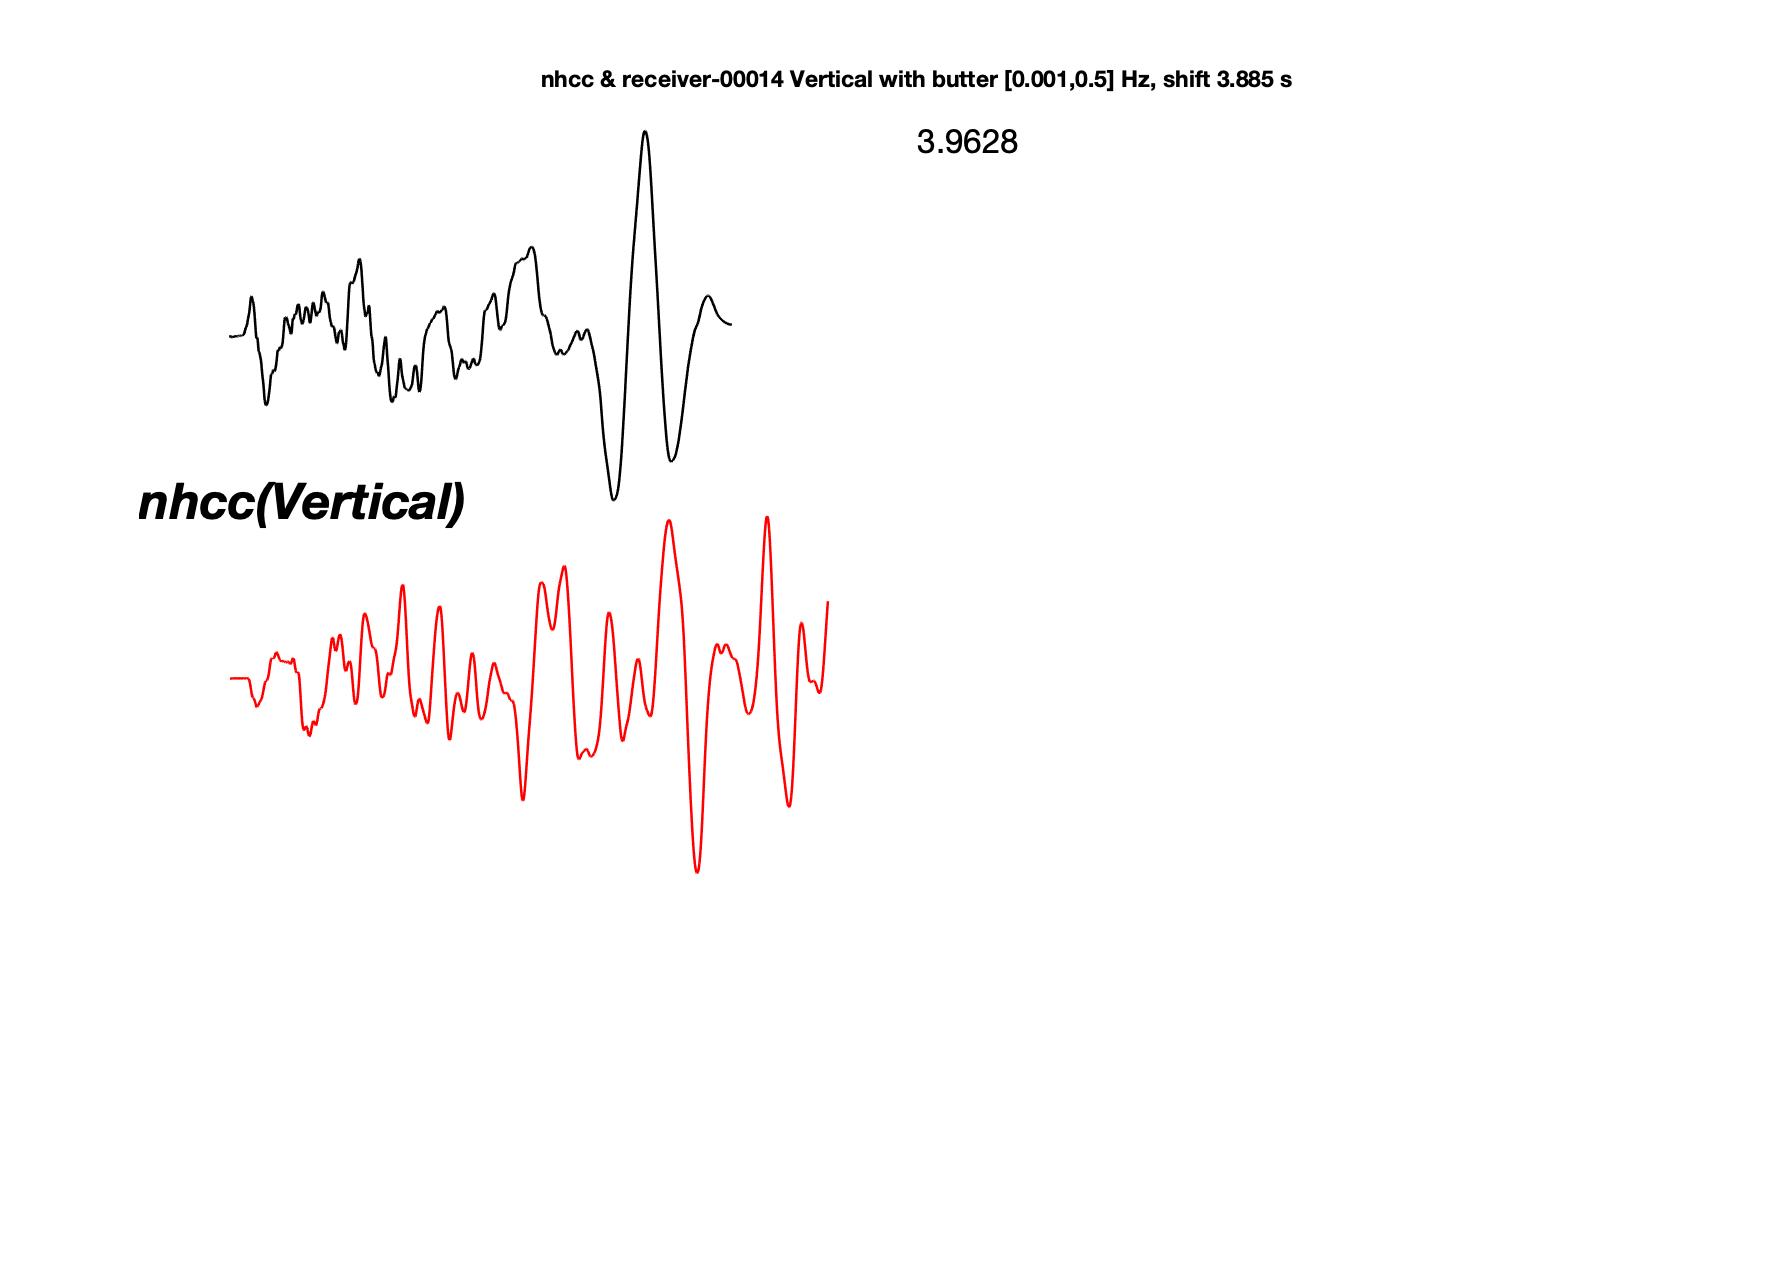 nhcc & receiver-00014 Vertical with butter [0.001,0.5] Hz, shift 3.885 s
3.9628
nhcc(Vertical)